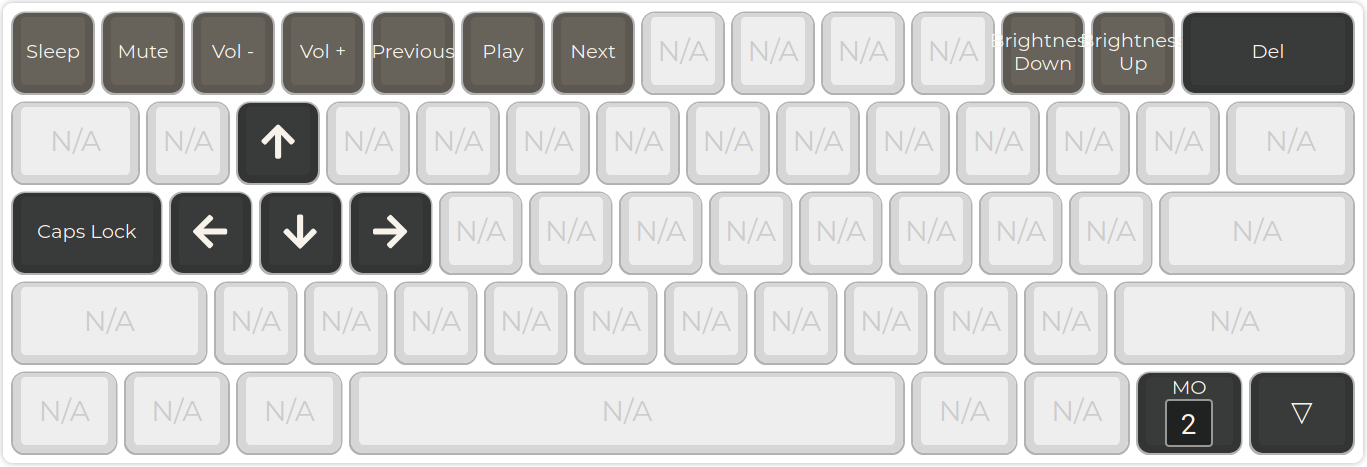 Sleep Mute Vol - Vol + Previous Play Next N/A N/A N/A N/A Brightness Down Brightness Up Del
N/A N/A ↑ N/A N/A N/A N/A N/A N/A N/A N/A N/A N/A N/A
Caps Lock ← ↓ → N/A N/A N/A N/A N/A N/A N/A N/A N/A
N/A N/A N/A N/A N/A N/A N/A N/A N/A N/A N/A N/A
N/A N/A N/A N/A N/A N/A MO 2 ▽